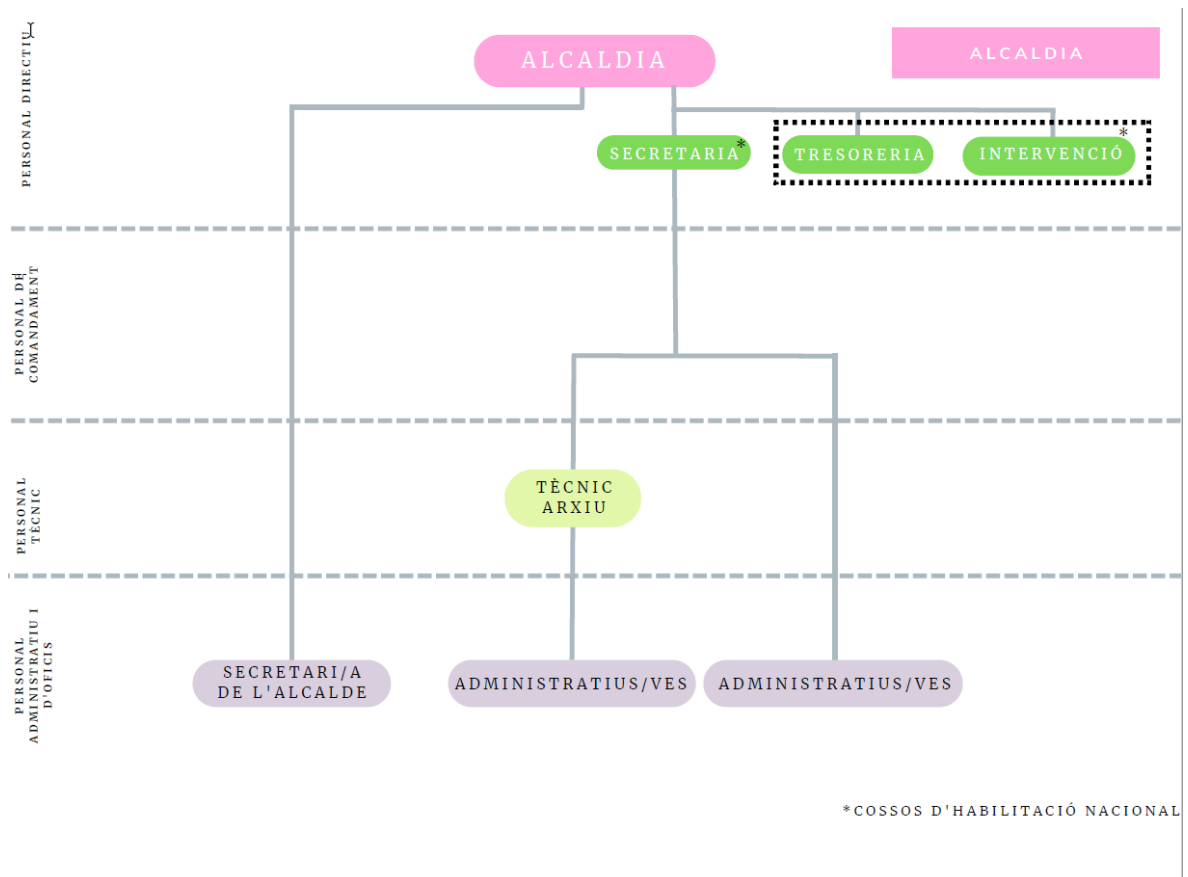 PERSONAL DIRECTIU
ALCALDIA
ALCALDIA
SECRETARIA*
TRESORERIA
INTERVENCIÓ
*
PERSONAL DE
COMANDAMENT
PERSONAL
TÈCNIC
TÈCNIC
ARXIU
PERSONAL
ADMINISTRATIU I
D'OFICIS
SECRETARI/A
DE L'ALCALDE
ADMINISTRATIUS/VES
ADMINISTRATIUS/VES
*COSSOS D'HABILITACIÓ NACIONAL